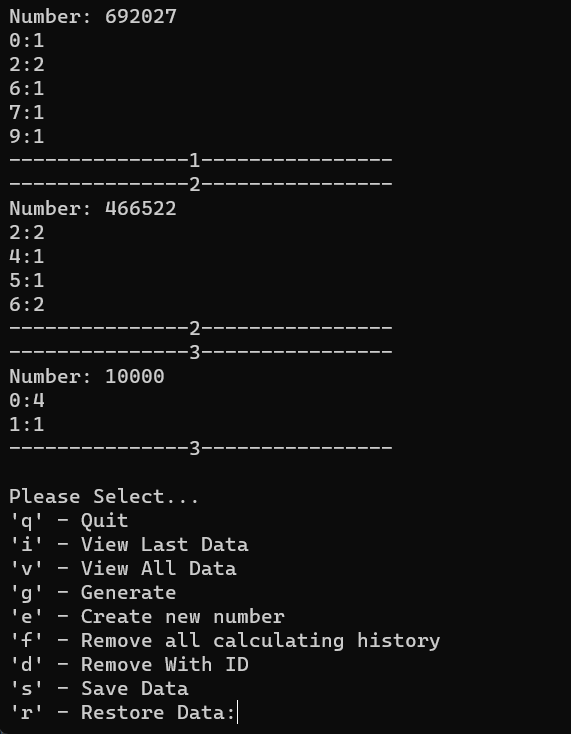 Number: 692027
0:1
2:2
6:1
7:1
9:1
---------------1----------------
---------------2----------------
Number: 466522
2:2
4:1
5:1
6:2
---------------2----------------
---------------3----------------
Number: 10000
0:4
1:1
---------------3----------------
Please Select...
'q' - Quit
'i' - View Last Data
'v' - View All Data
'g' - Generate
'e' - Create new number
'f' - Remove all calculating history
'd' - Remove With ID
's' - Save Data
'r' - Restore Data: